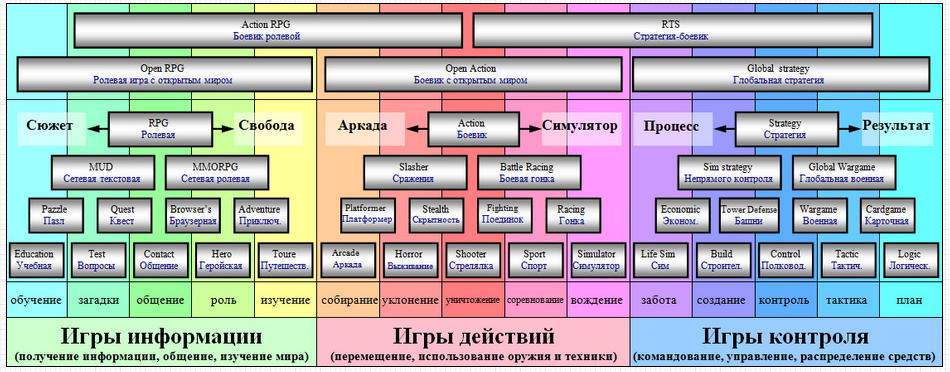 Action RPG
Боевик ролевой
RTS
Стратегия-боевик
Open RPG
Ролевая игра с открытым миром
Open Action
Боевик с открытым миром
Global strategy
Глобальная стратегия
Сюжет
RPG
Ролевая
Свобода
Аркада
Action
Боевик
Симулятор
Процесс
Strategy
Стратегия
Результат
MUD
Сетевая текстовая
MMORPG
Сетевая ролевая
Slasher
Сражения
Battle Racing
Боевая гонка
Sim strategy
Непрямого контроля
Global Wargame
Глобальная военная
Pazzle
Пазл
Quest
Квест
Browser's
Браузерная
Adventure
Приключ.
Platformer
Платформер
Stealth
Скрытность
Fighting
Поединок
Racing
Гонка
Economic
Эконом.
Tower Defense
Башни
Wargame
Военная
Cardgame
Карточная
Education
Учебная
Test
Вопросы
Contact
Общение
Hero
Геройская
Toure
Путешеств.
Arcade
Аркада
Horror
Выживание
Shooter
Стрелялка
Sport
Спорт
Simulator
Симулятор
Life Sim
Сим
Build
Строител.
Control
Полковод.
Tactic
Тактич.
Logic
Логическ.
обучение загадки общение роль изучение собирание уклонение уничтожение соревнование вождение забота создание контроль тактика план
Игры информации
(получение информации, общение, изучение мира)
Игры действий
(перемещение, использование оружия и техники)
Игры контроля
(командование, управление, распределение средств)